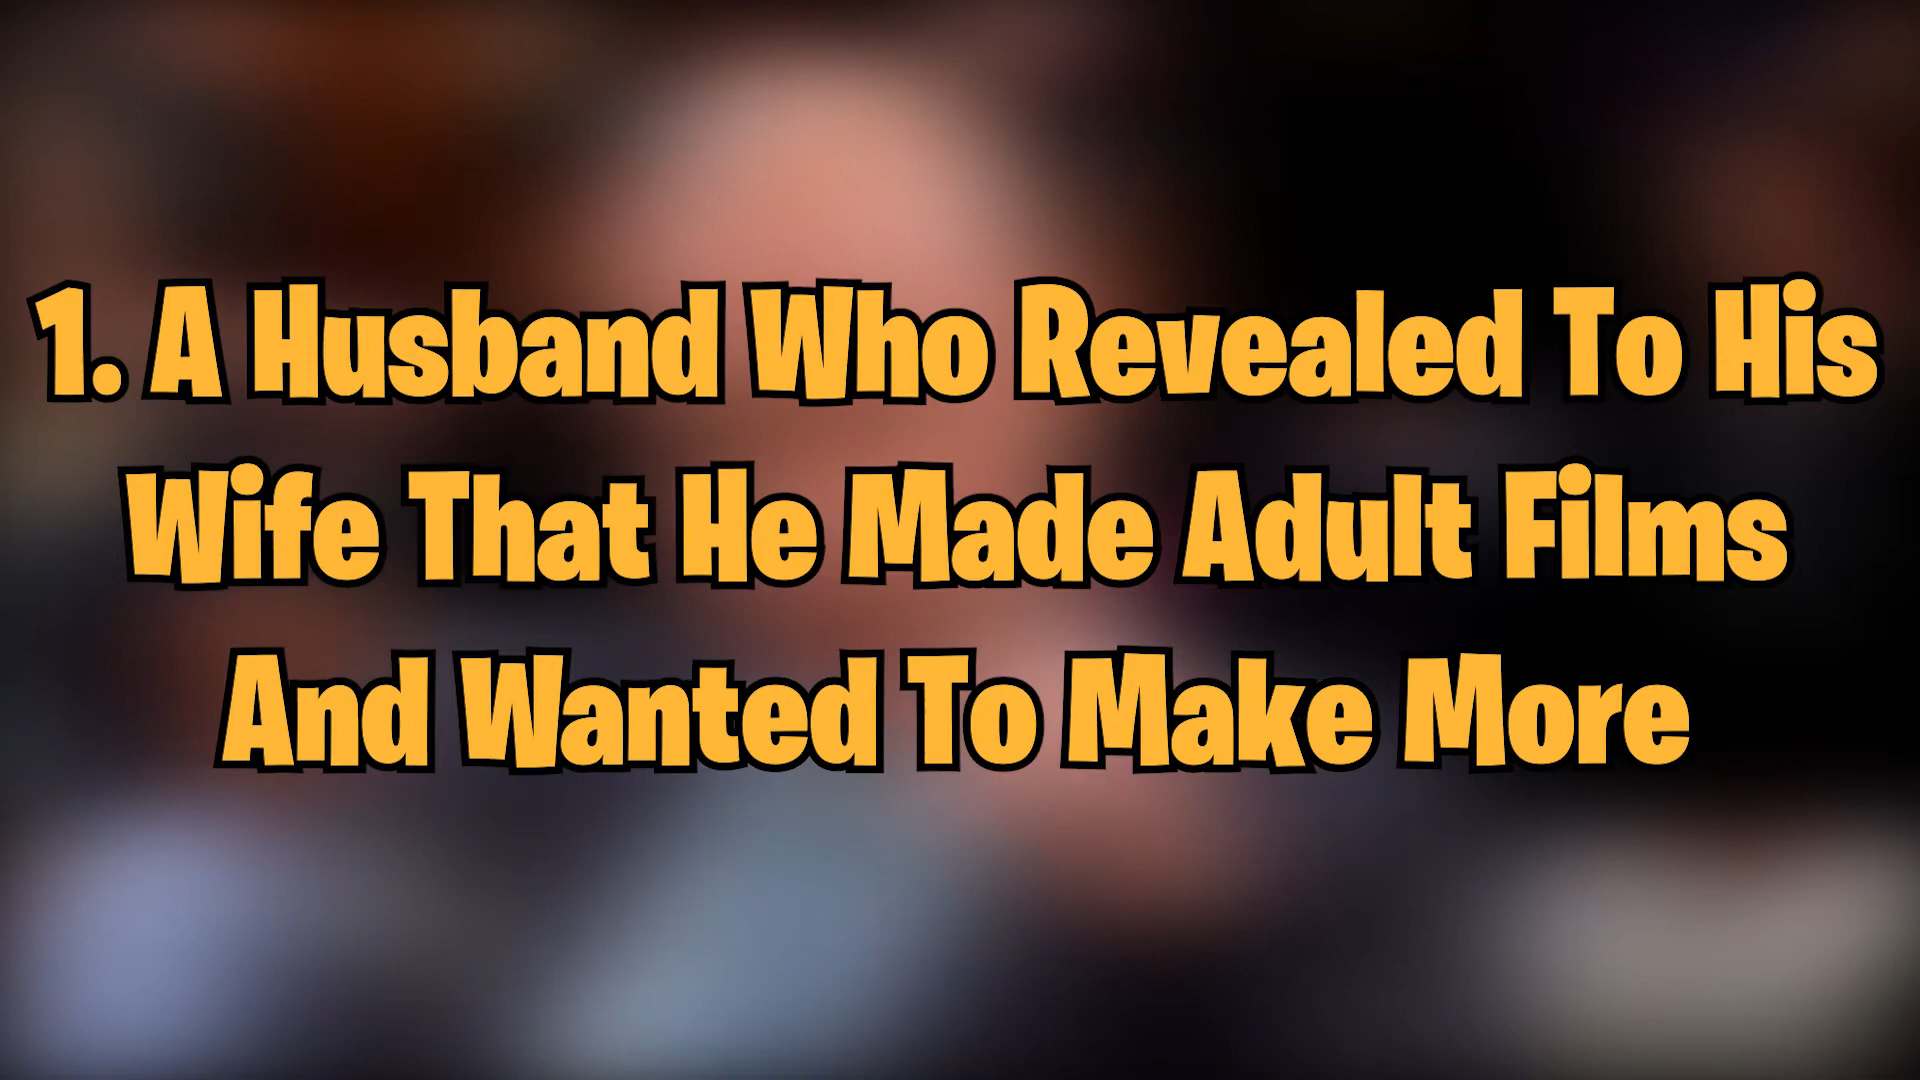 1. A Husband Who Revealed To His
Wife That He Made Adult Films
And Wanted To Make More